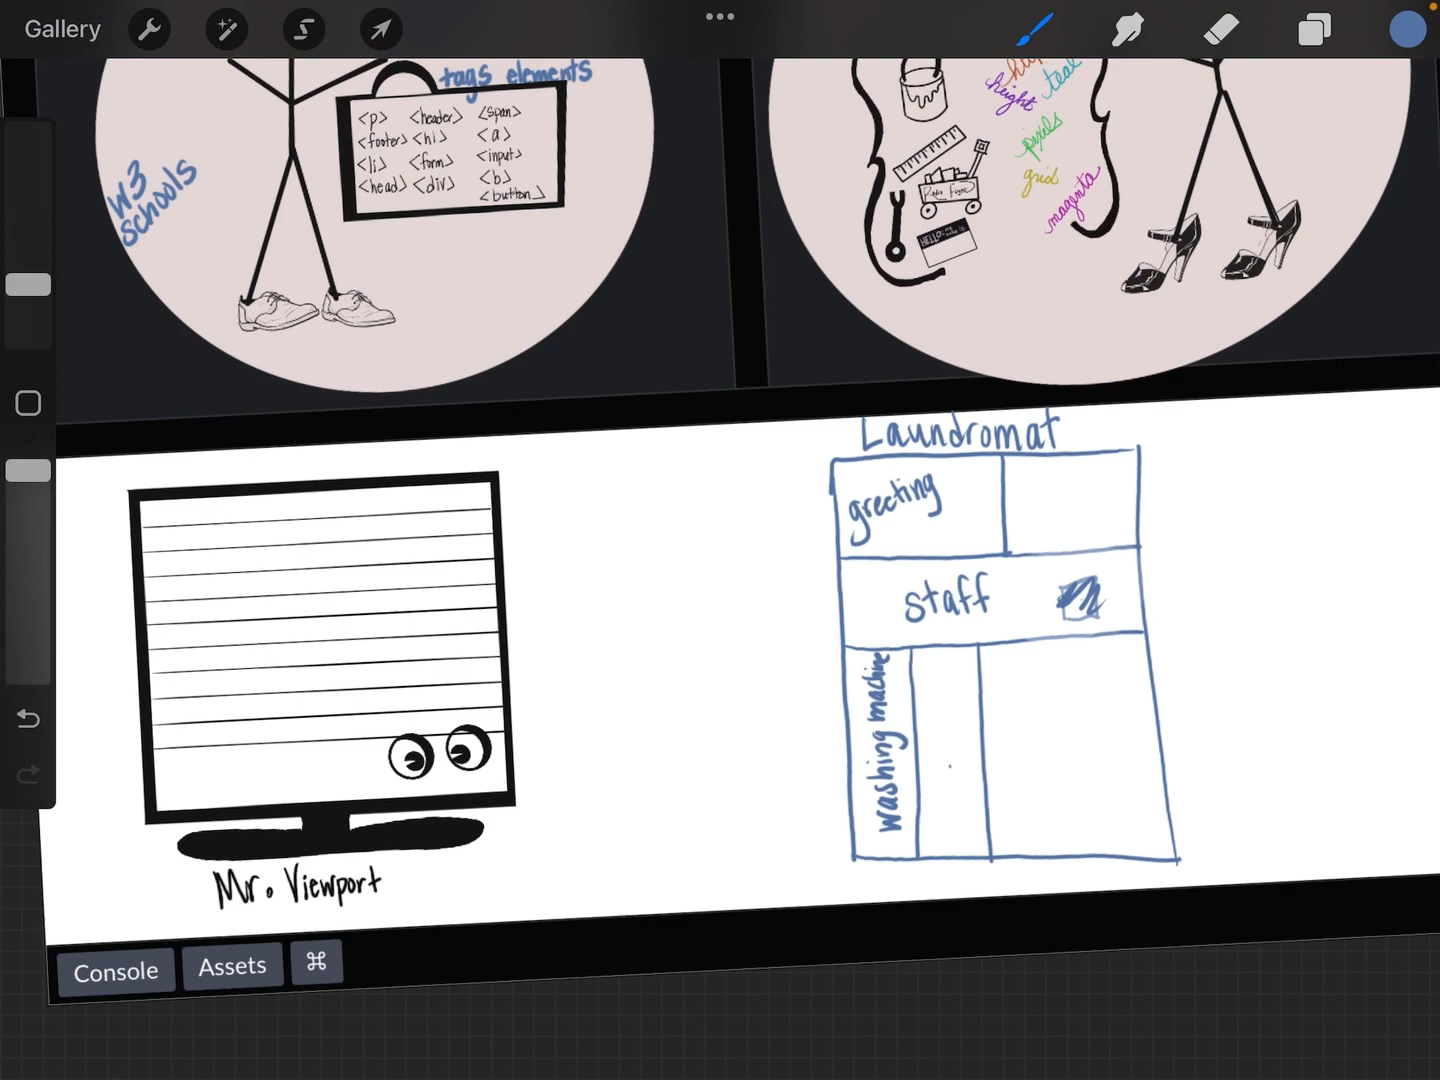 Gallery
tags elements
<p> <header> <span>
<footer> <h1> <a>
<li> <form> <input>
<head> <div> <b>
<button>
W3
schools
height
teal
pixels
grid
magenta
HELLO
Laundromat
greeting
staff
washing machine
Mr. Viewport
Console
Assets
⌘